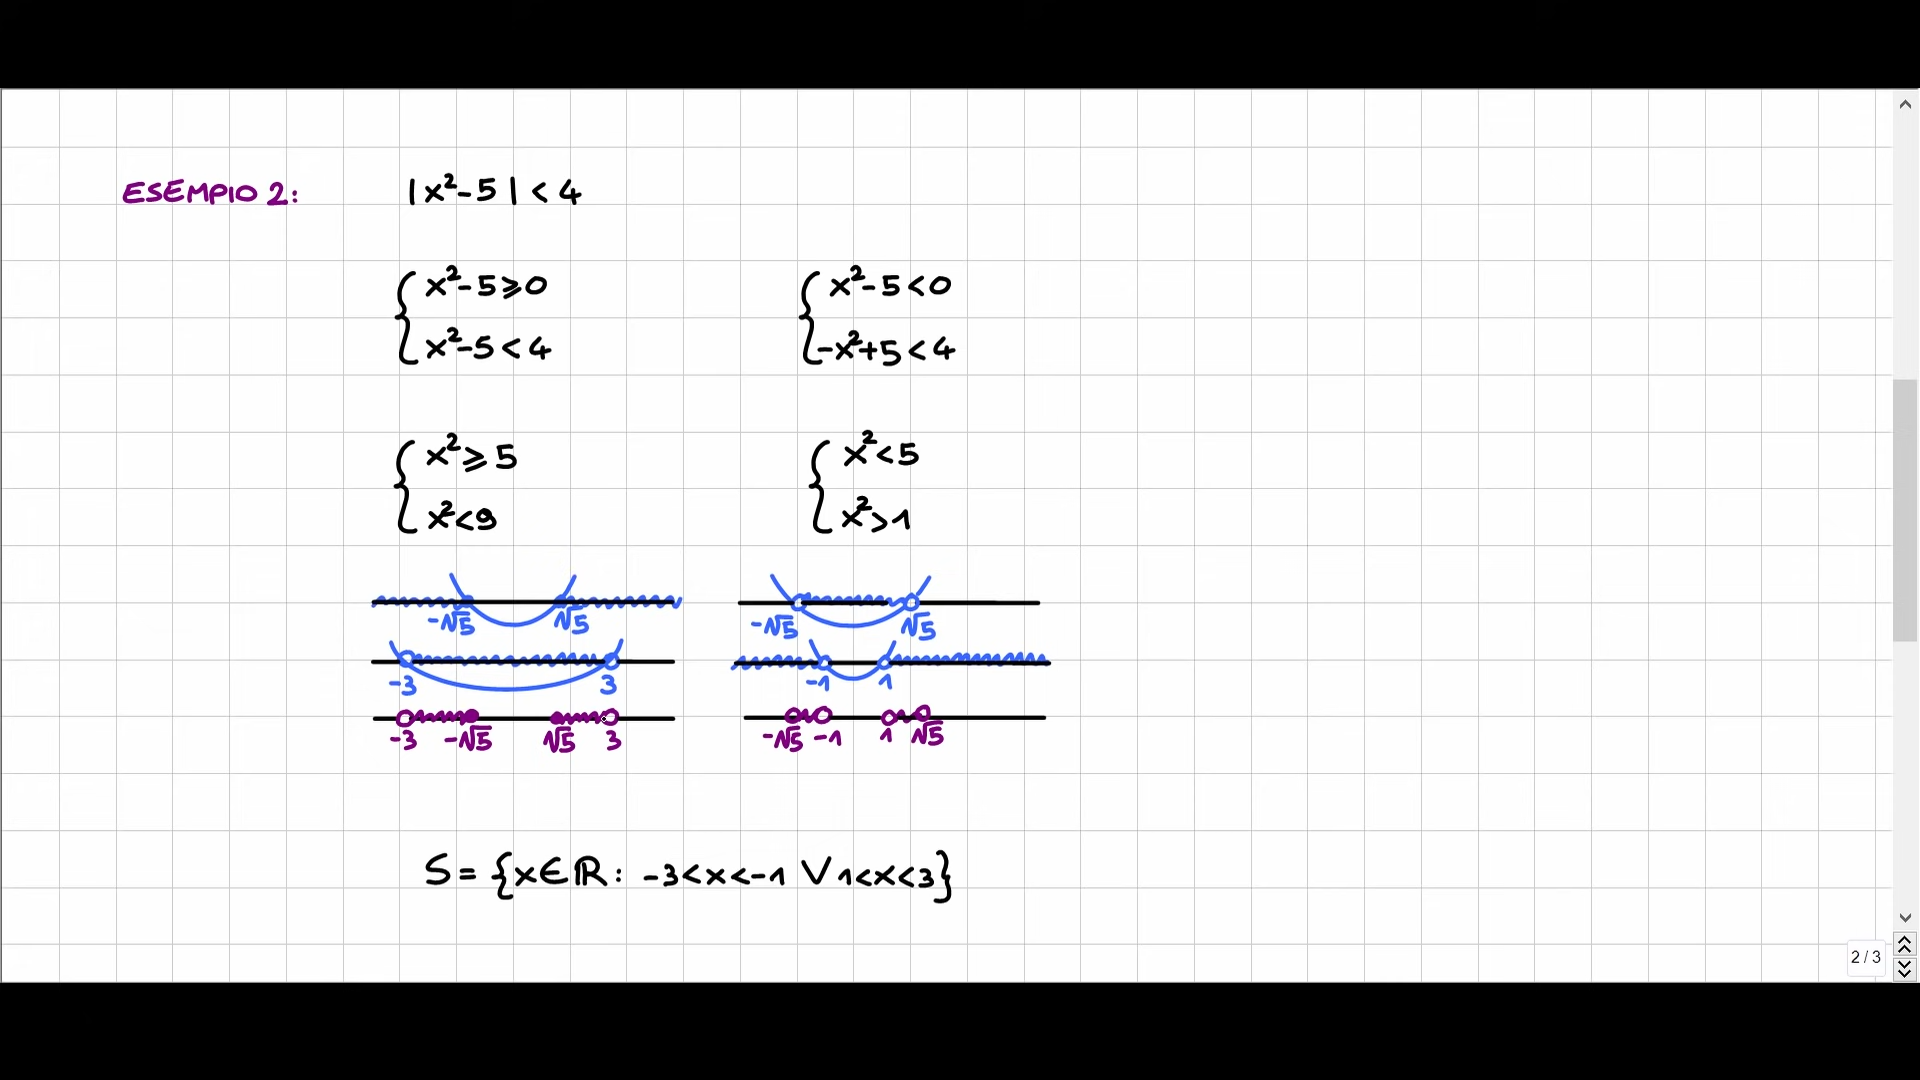 ESEMPIO 2: |x²-5|<4
{ x²-5⩾0 { x²-5<0
x²-5<4 -x²+5<4
{ x²⩾5 { x²<5
x²<9 x²>1
-√5 √5 -√5 √5
-3 3 -1 1
-3 -√5 √5 3 -√5 -1 1 √5
S = {x∈ℝ: -3<x<-1 ∨ 1<x<3}
2 / 3